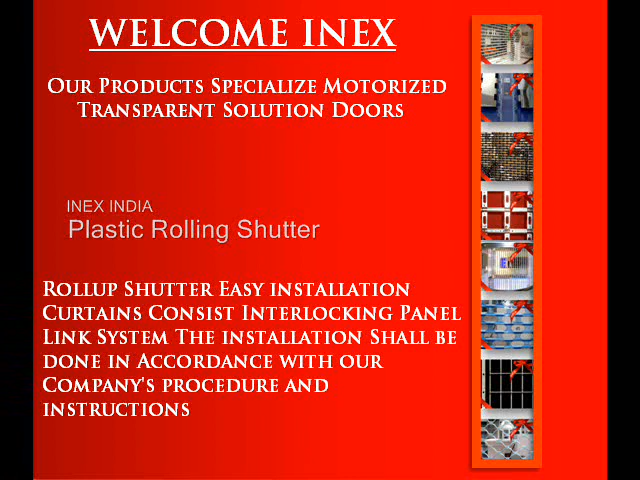 WELCOME INEX
OUR PRODUCTS SPECIALIZE MOTORIZED
TRANSPARENT SOLUTION DOORS
INEX INDIA
Plastic Rolling Shutter
ROLLUP SHUTTER EASY INSTALLATION
CURTAINS CONSIST INTERLOCKING PANEL
LINK SYSTEM THE INSTALLATION SHALL BE
DONE IN ACCORDANCE WITH OUR
COMPANY'S PROCEDURE AND
INSTRUCTIONS